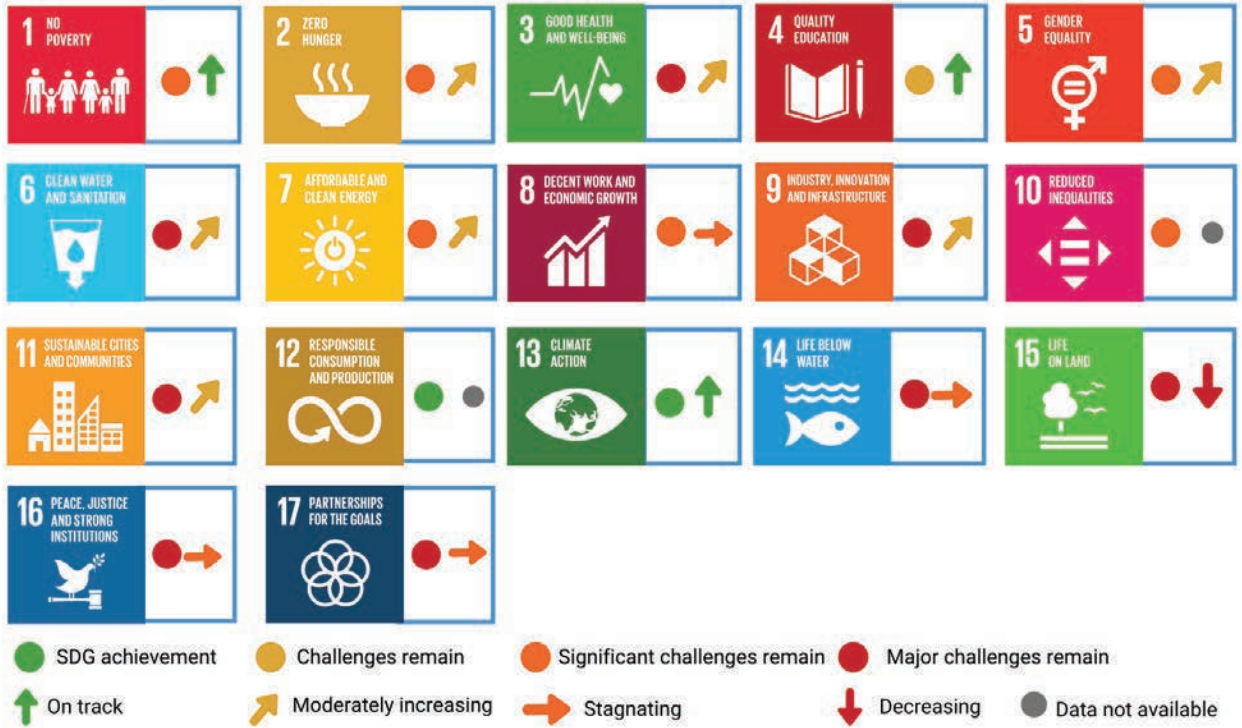 1 NO
POVERTY
2 ZERO
HUNGER
3 GOOD HEALTH
AND WELL-BEING
4 QUALITY
EDUCATION
5 GENDER
EQUALITY
6 CLEAN WATER
AND SANITATION
7 AFFORDABLE AND
CLEAN ENERGY
8 DECENT WORK AND
ECONOMIC GROWTH
9 INDUSTRY, INNOVATION
AND INFRASTRUCTURE
10 REDUCED
INEQUALITIES
11 SUSTAINABLE CITIES
AND COMMUNITIES
12 RESPONSIBLE
CONSUMPTION
AND PRODUCTION
13 CLIMATE
ACTION
14 LIFE BELOW
WATER
15 LIFE
ON LAND
16 PEACE, JUSTICE
AND STRONG
INSTITUTIONS
17 PARTNERSHIPS
FOR THE GOALS
SDG achievement
Challenges remain
Significant challenges remain
Major challenges remain
On track
Moderately increasing
Stagnating
Decreasing
Data not available